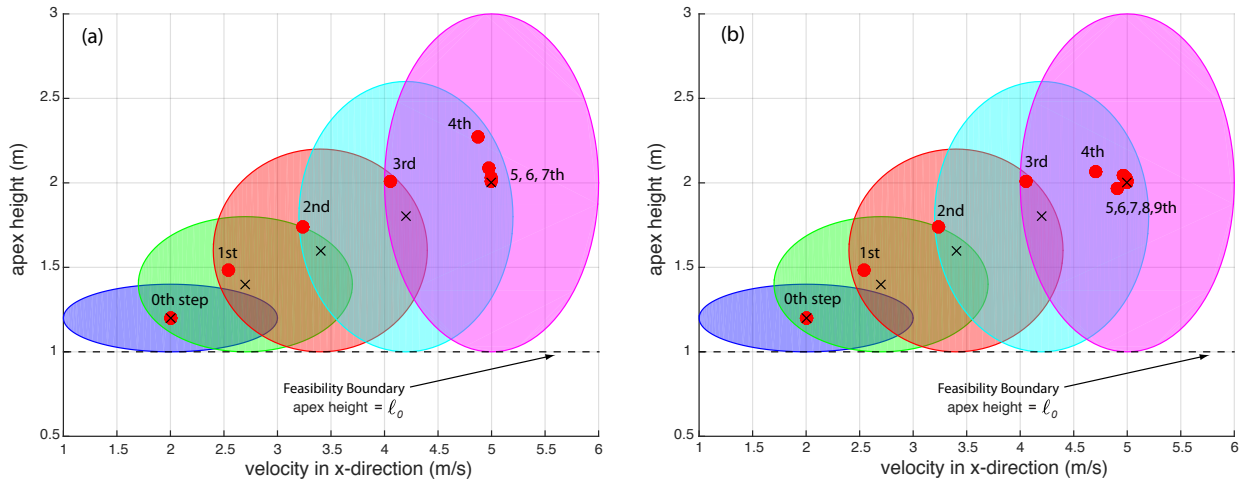 (a)
3
2.5
2
1.5
1
0.5
apex height (m)
4th
3rd
5, 6, 7th
2nd
1st
0th step
Feasibility Boundary
apex height = ℓ₀
1 1.5 2 2.5 3 3.5 4 4.5 5 5.5 6
velocity in x-direction (m/s)
(b)
3
2.5
2
1.5
1
0.5
apex height (m)
4th
3rd
5,6,7,8,9th
2nd
1st
0th step
Feasibility Boundary
apex height = ℓ₀
1 1.5 2 2.5 3 3.5 4 4.5 5 5.5 6
velocity in x-direction (m/s)